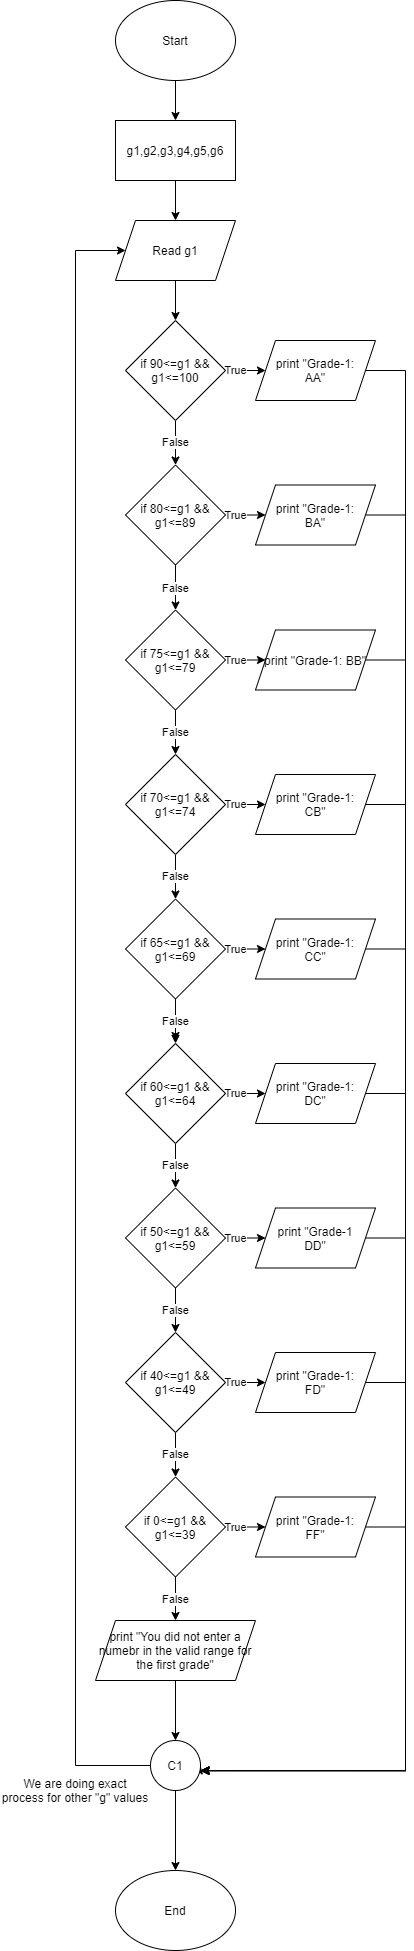 Start
g1,g2,g3,g4,g5,g6
Read g1
if 90<=g1 &&
g1<=100
True
print "Grade-1:
AA"
False
if 80<=g1 &&
g1<=89
True
print "Grade-1:
BA"
False
if 75<=g1 &&
g1<=79
True
print "Grade-1: BB"
False
if 70<=g1 &&
g1<=74
True
print "Grade-1:
CB"
False
if 65<=g1 &&
g1<=69
True
print "Grade-1:
CC"
False
if 60<=g1 &&
g1<=64
True
print "Grade-1:
DC"
False
if 50<=g1 &&
g1<=59
True
print "Grade-1
DD"
False
if 40<=g1 &&
g1<=49
True
print "Grade-1:
FD"
False
if 0<=g1 &&
g1<=39
True
print "Grade-1:
FF"
False
print "You did not enter a
numebr in the valid range for
the first grade"
C1
We are doing exact
process for other "g" values
End